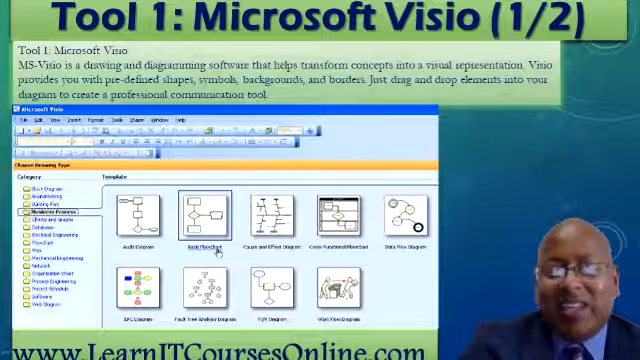 Tool 1: Microsoft Visio (1/2)
Tool 1: Microsoft Visio
MS-Visio is a drawing and diagramming software that helps transform concepts into a visual representation. Visio
provides you with pre-defined shapes, symbols, backgrounds, and borders. Just drag and drop elements into your
diagram to create a professional communication tool.
Microsoft Visio
File Edit View Insert Format Tools Shape Window Help
Choose Drawing Type
Category Template
Block Diagram
Brainstorming
Building Plan
Business Process
Charts and Graphs
Database
Electrical Engineering
Flowchart
Map
Mechanical Engineering
Network
Organization Chart
Process Engineering
Project Schedule
Software
Web Diagram
Audit Diagram Basic Flowchart Cause and Effect Diagram Cross Functional Flowchart Data Flow Diagram
EPC Diagram Fault Tree Analysis Diagram TQM Diagram Work Flow Diagram
www.LearnITCoursesOnline.com